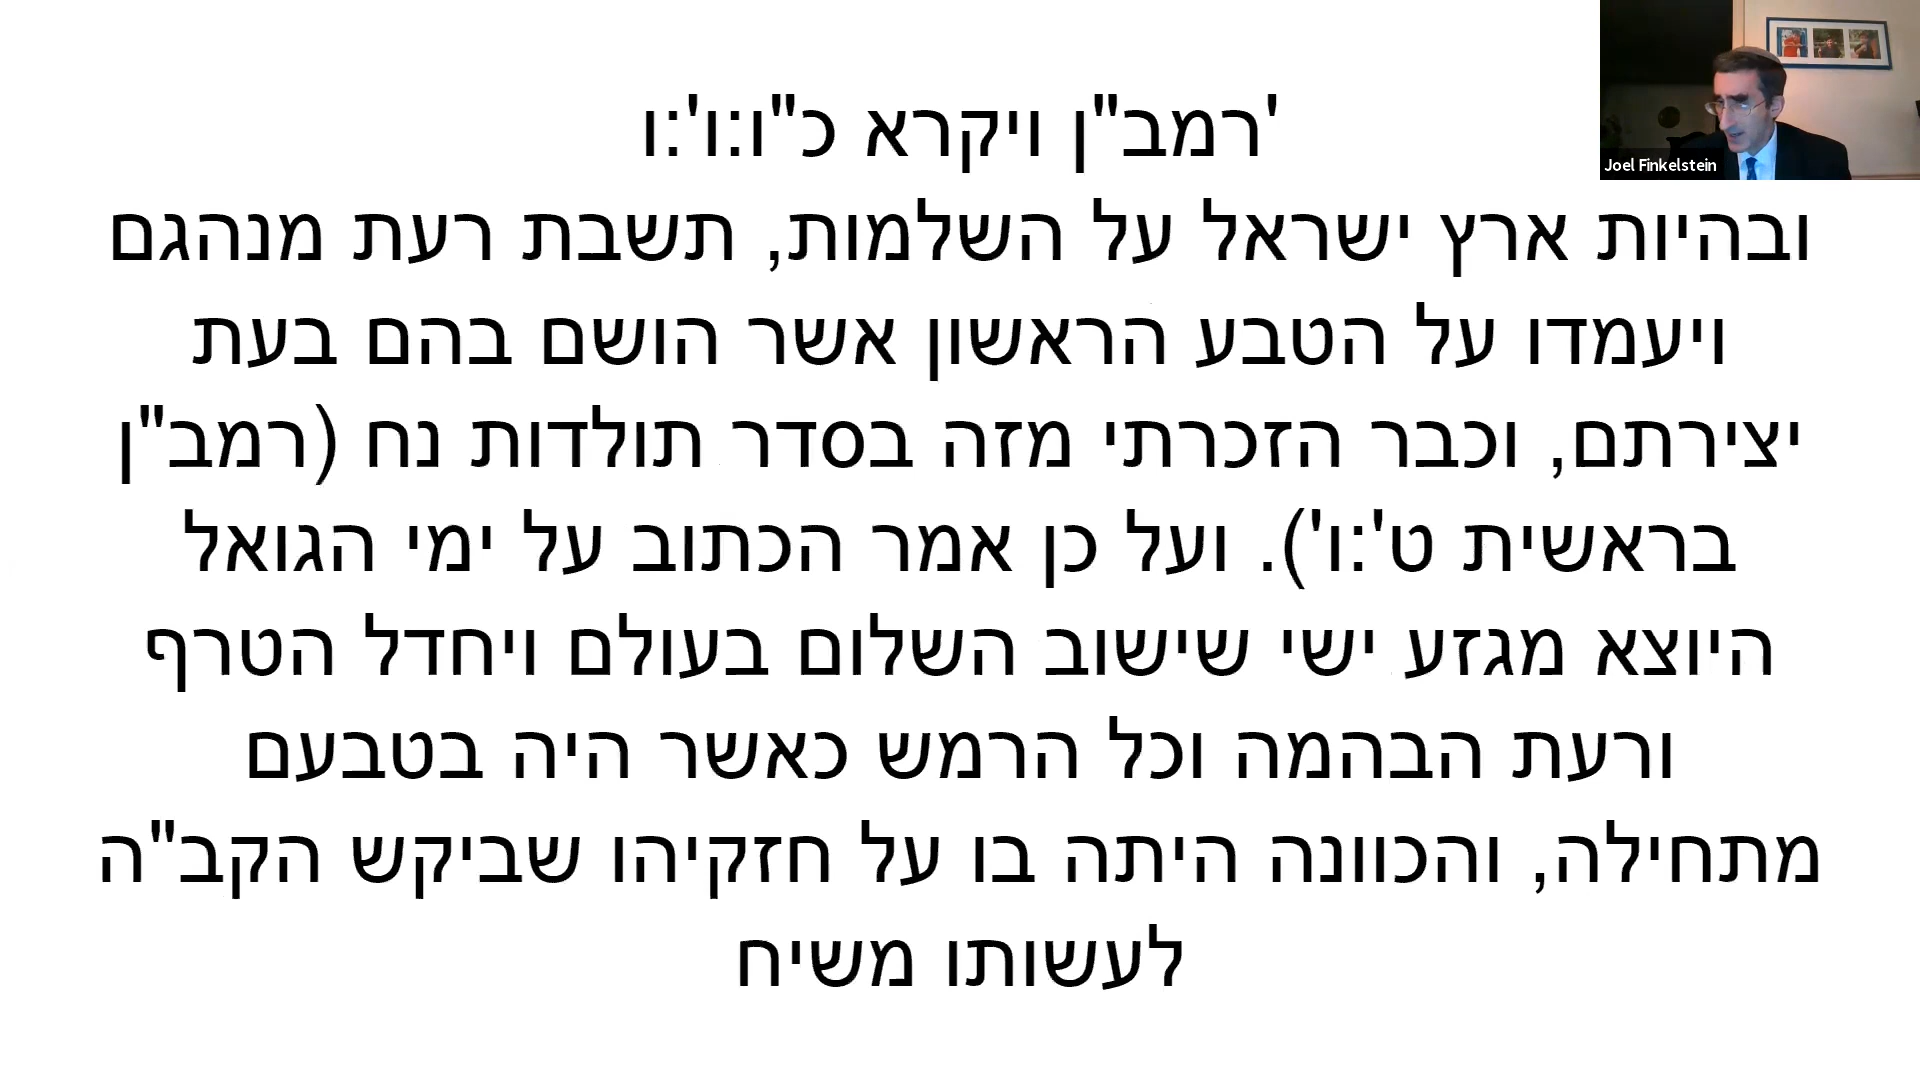 רמב"ן ויקרא כ"ו:ו':ו'
ובהיות ארץ ישראל על השלמות, תשבת רעת מנהגם
ויעמדו על הטבע הראשון אשר הושם בהם בעת
יצירתם, וכבר הזכרתי מזה בסדר תולדות נח (רמב"ן
בראשית ט':ו'). ועל כן אמר הכתוב על ימי הגואל
היוצא מגזע ישי שישוב השלום בעולם ויחדל הטרף
ורעת הבהמה וכל הרמש כאשר היה בטבעם
מתחילה, והכוונה היתה בו על חזקיהו שביקש הקב"ה
לעשותו משיח
Joel Finkelstein